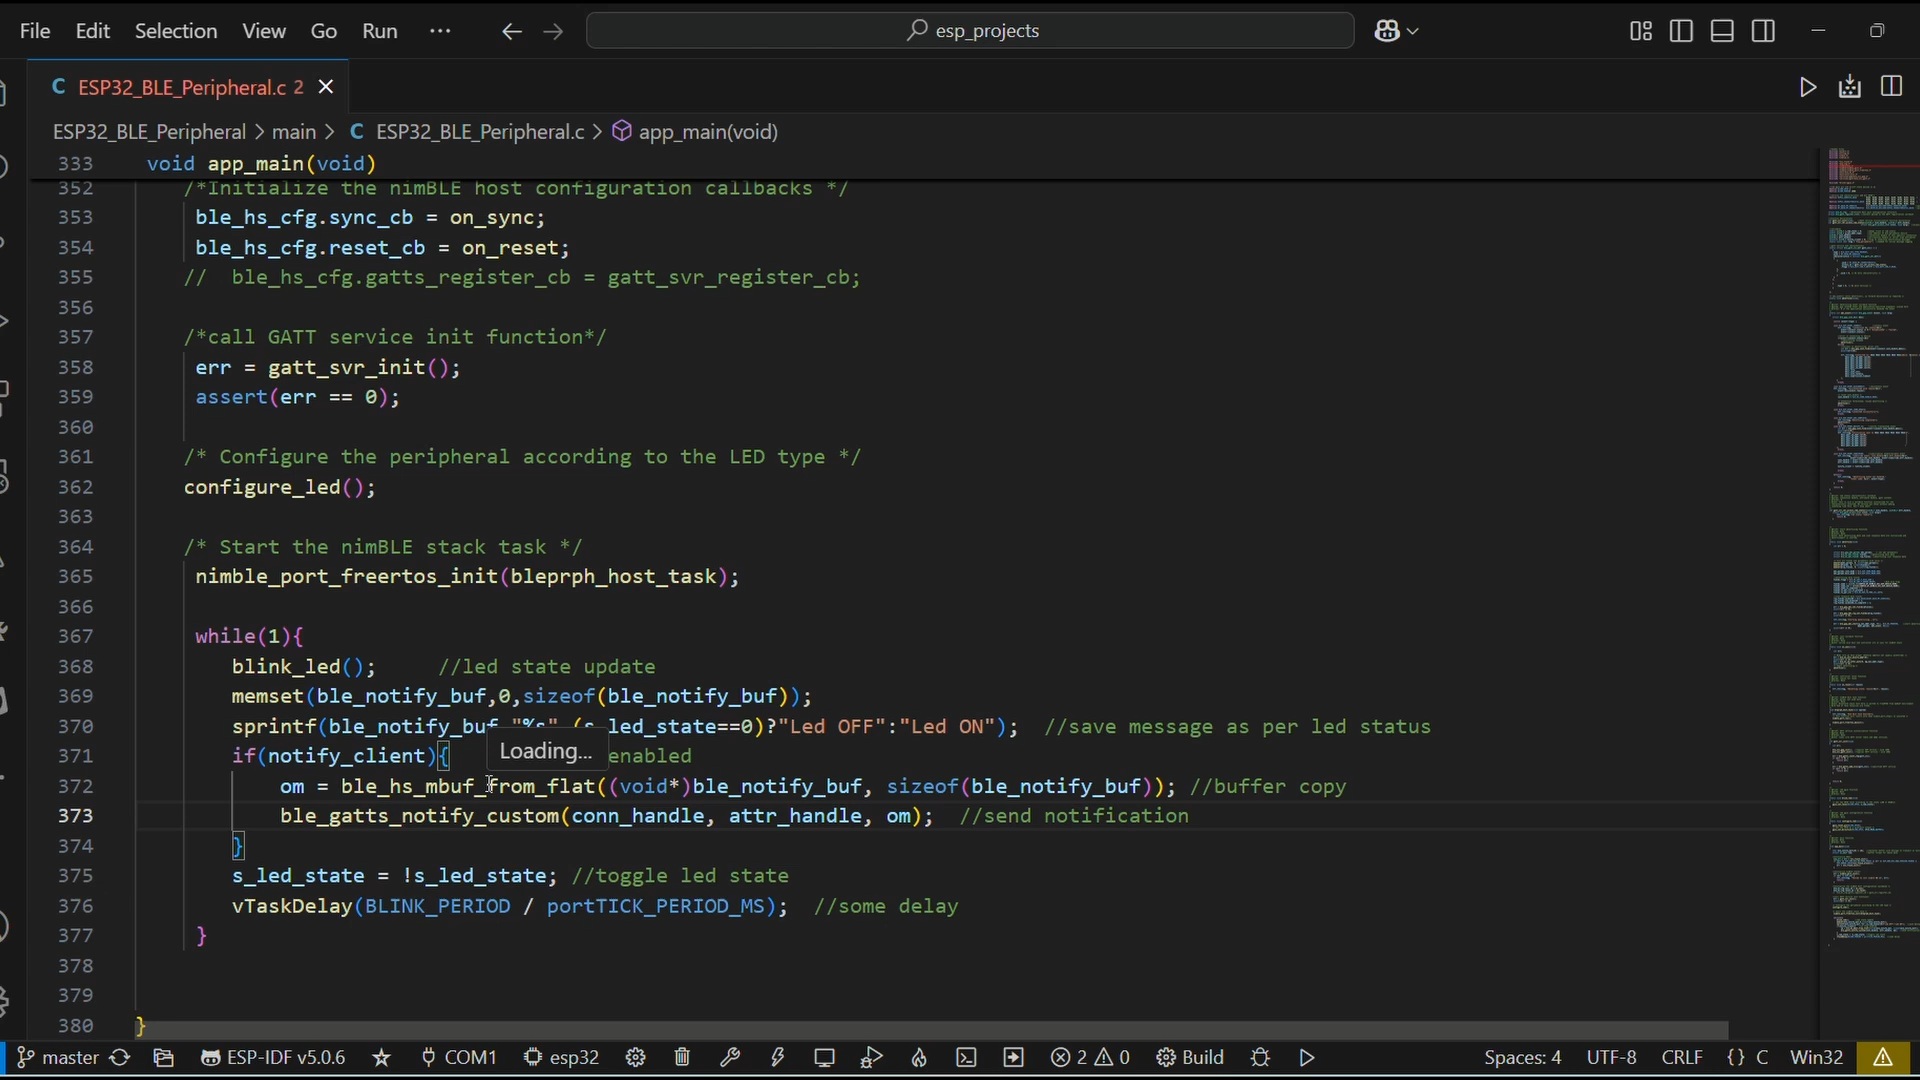 File Edit Selection View Go Run ··· esp_projects
C ESP32_BLE_Peripheral.c 2
ESP32_BLE_Peripheral > main > C ESP32_BLE_Peripheral.c > app_main(void)
333 void app_main(void)
352 /*Initialize the nimBLE host configuration callbacks */
353 ble_hs_cfg.sync_cb = on_sync;
354 ble_hs_cfg.reset_cb = on_reset;
355 // ble_hs_cfg.gatts_register_cb = gatt_svr_register_cb;
356
357 /*call GATT service init function*/
358 err = gatt_svr_init();
359 assert(err == 0);
360
361 /* Configure the peripheral according to the LED type */
362 configure_led();
363
364 /* Start the nimBLE stack task */
365 nimble_port_freertos_init(bleprph_host_task);
366
367 while(1){
368 blink_led(); //led state update
369 memset(ble_notify_buf,0,sizeof(ble_notify_buf));
370 sprintf(ble_notify_buf,"%s" (s_led_state==0)?"Led OFF":"Led ON"); //save message as per led status
371 if(notify_client){ Loading... enabled
372 om = ble_hs_mbuf_from_flat((void*)ble_notify_buf, sizeof(ble_notify_buf)); //buffer copy
373 ble_gatts_notify_custom(conn_handle, attr_handle, om); //send notification
374 }
375 s_led_state = !s_led_state; //toggle led state
376 vTaskDelay(BLINK_PERIOD / portTICK_PERIOD_MS); //some delay
377 }
378
379
380 }
master ESP-IDF v5.0.6 COM1 esp32 2 0 Build Spaces: 4 UTF-8 CRLF {} C Win32